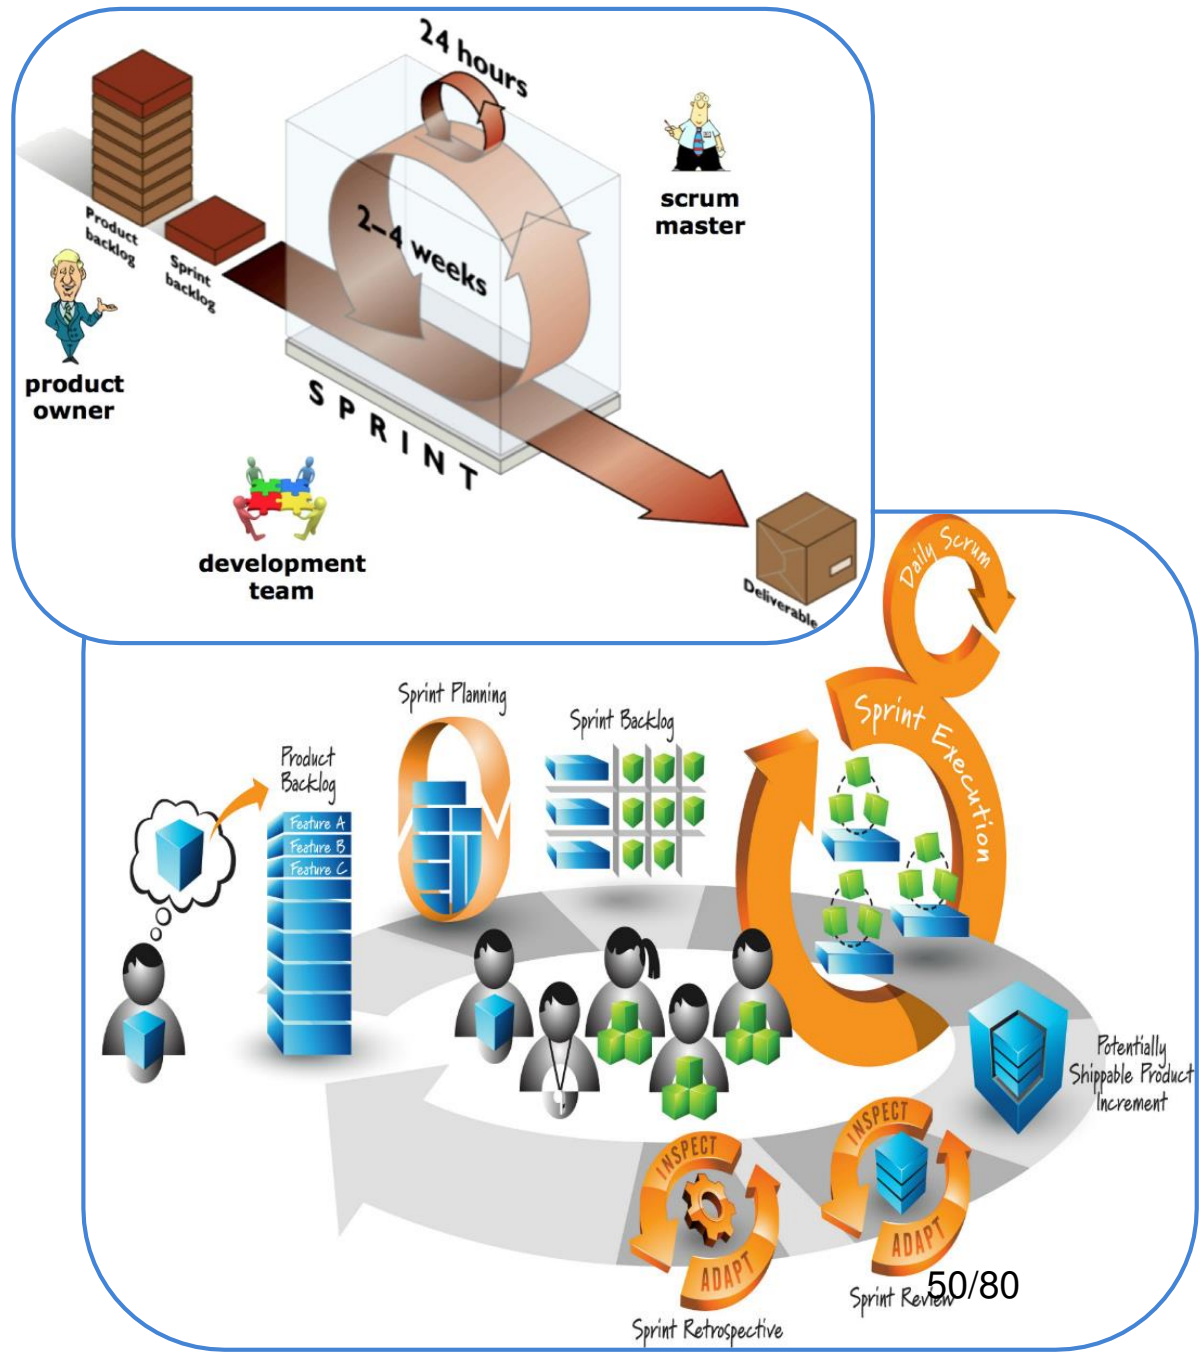 24 hours
2–4 weeks
scrum
master
Product
backlog
Sprint
backlog
product
owner
SPRINT
development
team
Deliverable
Daily Scrum
Sprint Planning
Sprint Backlog
Sprint Execution
Product
Backlog
Feature A
Feature B
Feature C
Potentially
Shippable Product
Increment
INSPECT
ADAPT
Sprint Review
INSPECT
ADAPT
Sprint Retrospective
50/80